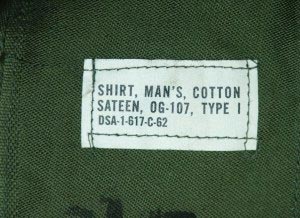 SHIRT, MAN'S, COTTON
SATEEN, OG-107, TYPE I
DSA-1-617-C-62